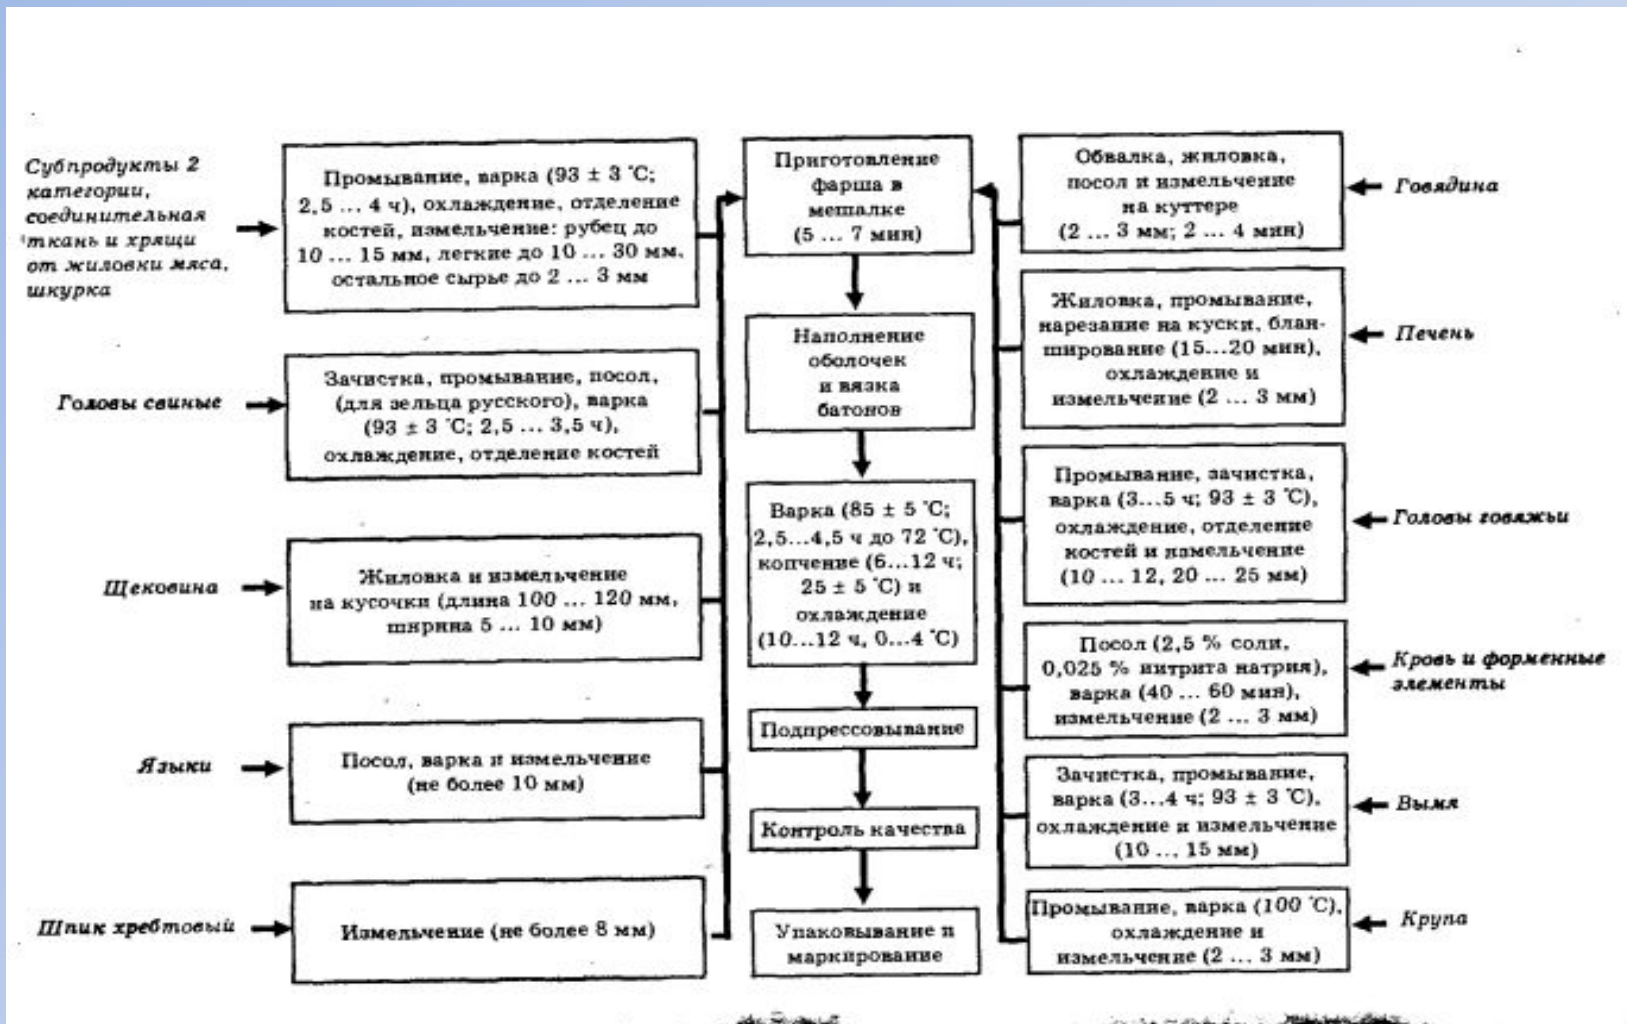 Субпродукты 2
категории,
соединительная
ткань и хрящи
от жиловки мяса,
шкурка
Промывание, варка (93 ± 3 °С;
2,5 ... 4 ч), охлаждение, отделение
костей, измельчение: рубец до
10 ... 15 мм, легкие до 10 ... 30 мм,
остальное сырье до 2 ... 3 мм
Головы свиные
Зачистка, промывание, посол,
(для зельца русского), варка
(93 ± 3 °С; 2,5 ... 3,5 ч),
охлаждение, отделение костей
Щековина
Жиловка и измельчение
на кусочки (длина 100 ... 120 мм,
ширина 5 ... 10 мм)
Языки
Посол, варка и измельчение
(не более 10 мм)
Шпик хребтовый
Измельчение (не более 8 мм)
Приготовление
фарша в
мешалке
(5 ... 7 мин)
Наполнение
оболочек
и вязка
батонов
Варка (85 ± 5 °С;
2,5...4,5 ч до 72 °С),
копчение (6...12 ч;
25 ± 5 °С) и
охлаждение
(10...12 ч, 0...4 °С)
Подпрессовывание
Контроль качества
Упаковывание и
маркирование
Обвалка, жиловка,
посол и измельчение
на куттере
(2 ... 3 мм; 2 ... 4 мин)
Говядина
Жиловка, промывание,
нарезание на куски, блан-
ширование (15...20 мин),
охлаждение и
измельчение (2 ... 3 мм)
Печень
Промывание, зачистка,
варка (3...5 ч; 93 ± 3 °С),
охлаждение, отделение
костей и измельчение
(10 ... 12, 20 ... 25 мм)
Головы говяжьи
Посол (2,5 % соли,
0,025 % нитрита натрия),
варка (40 ... 60 мин),
измельчение (2 ... 3 мм)
Кровь и форменные
элементы
Зачистка, промывание,
варка (3...4 ч; 93 ± 3 °С),
охлаждение и измельчение
(10 ... 15 мм)
Вымя
Промывание, варка (100 °С),
охлаждение и
измельчение (2 ... 3 мм)
Крупа